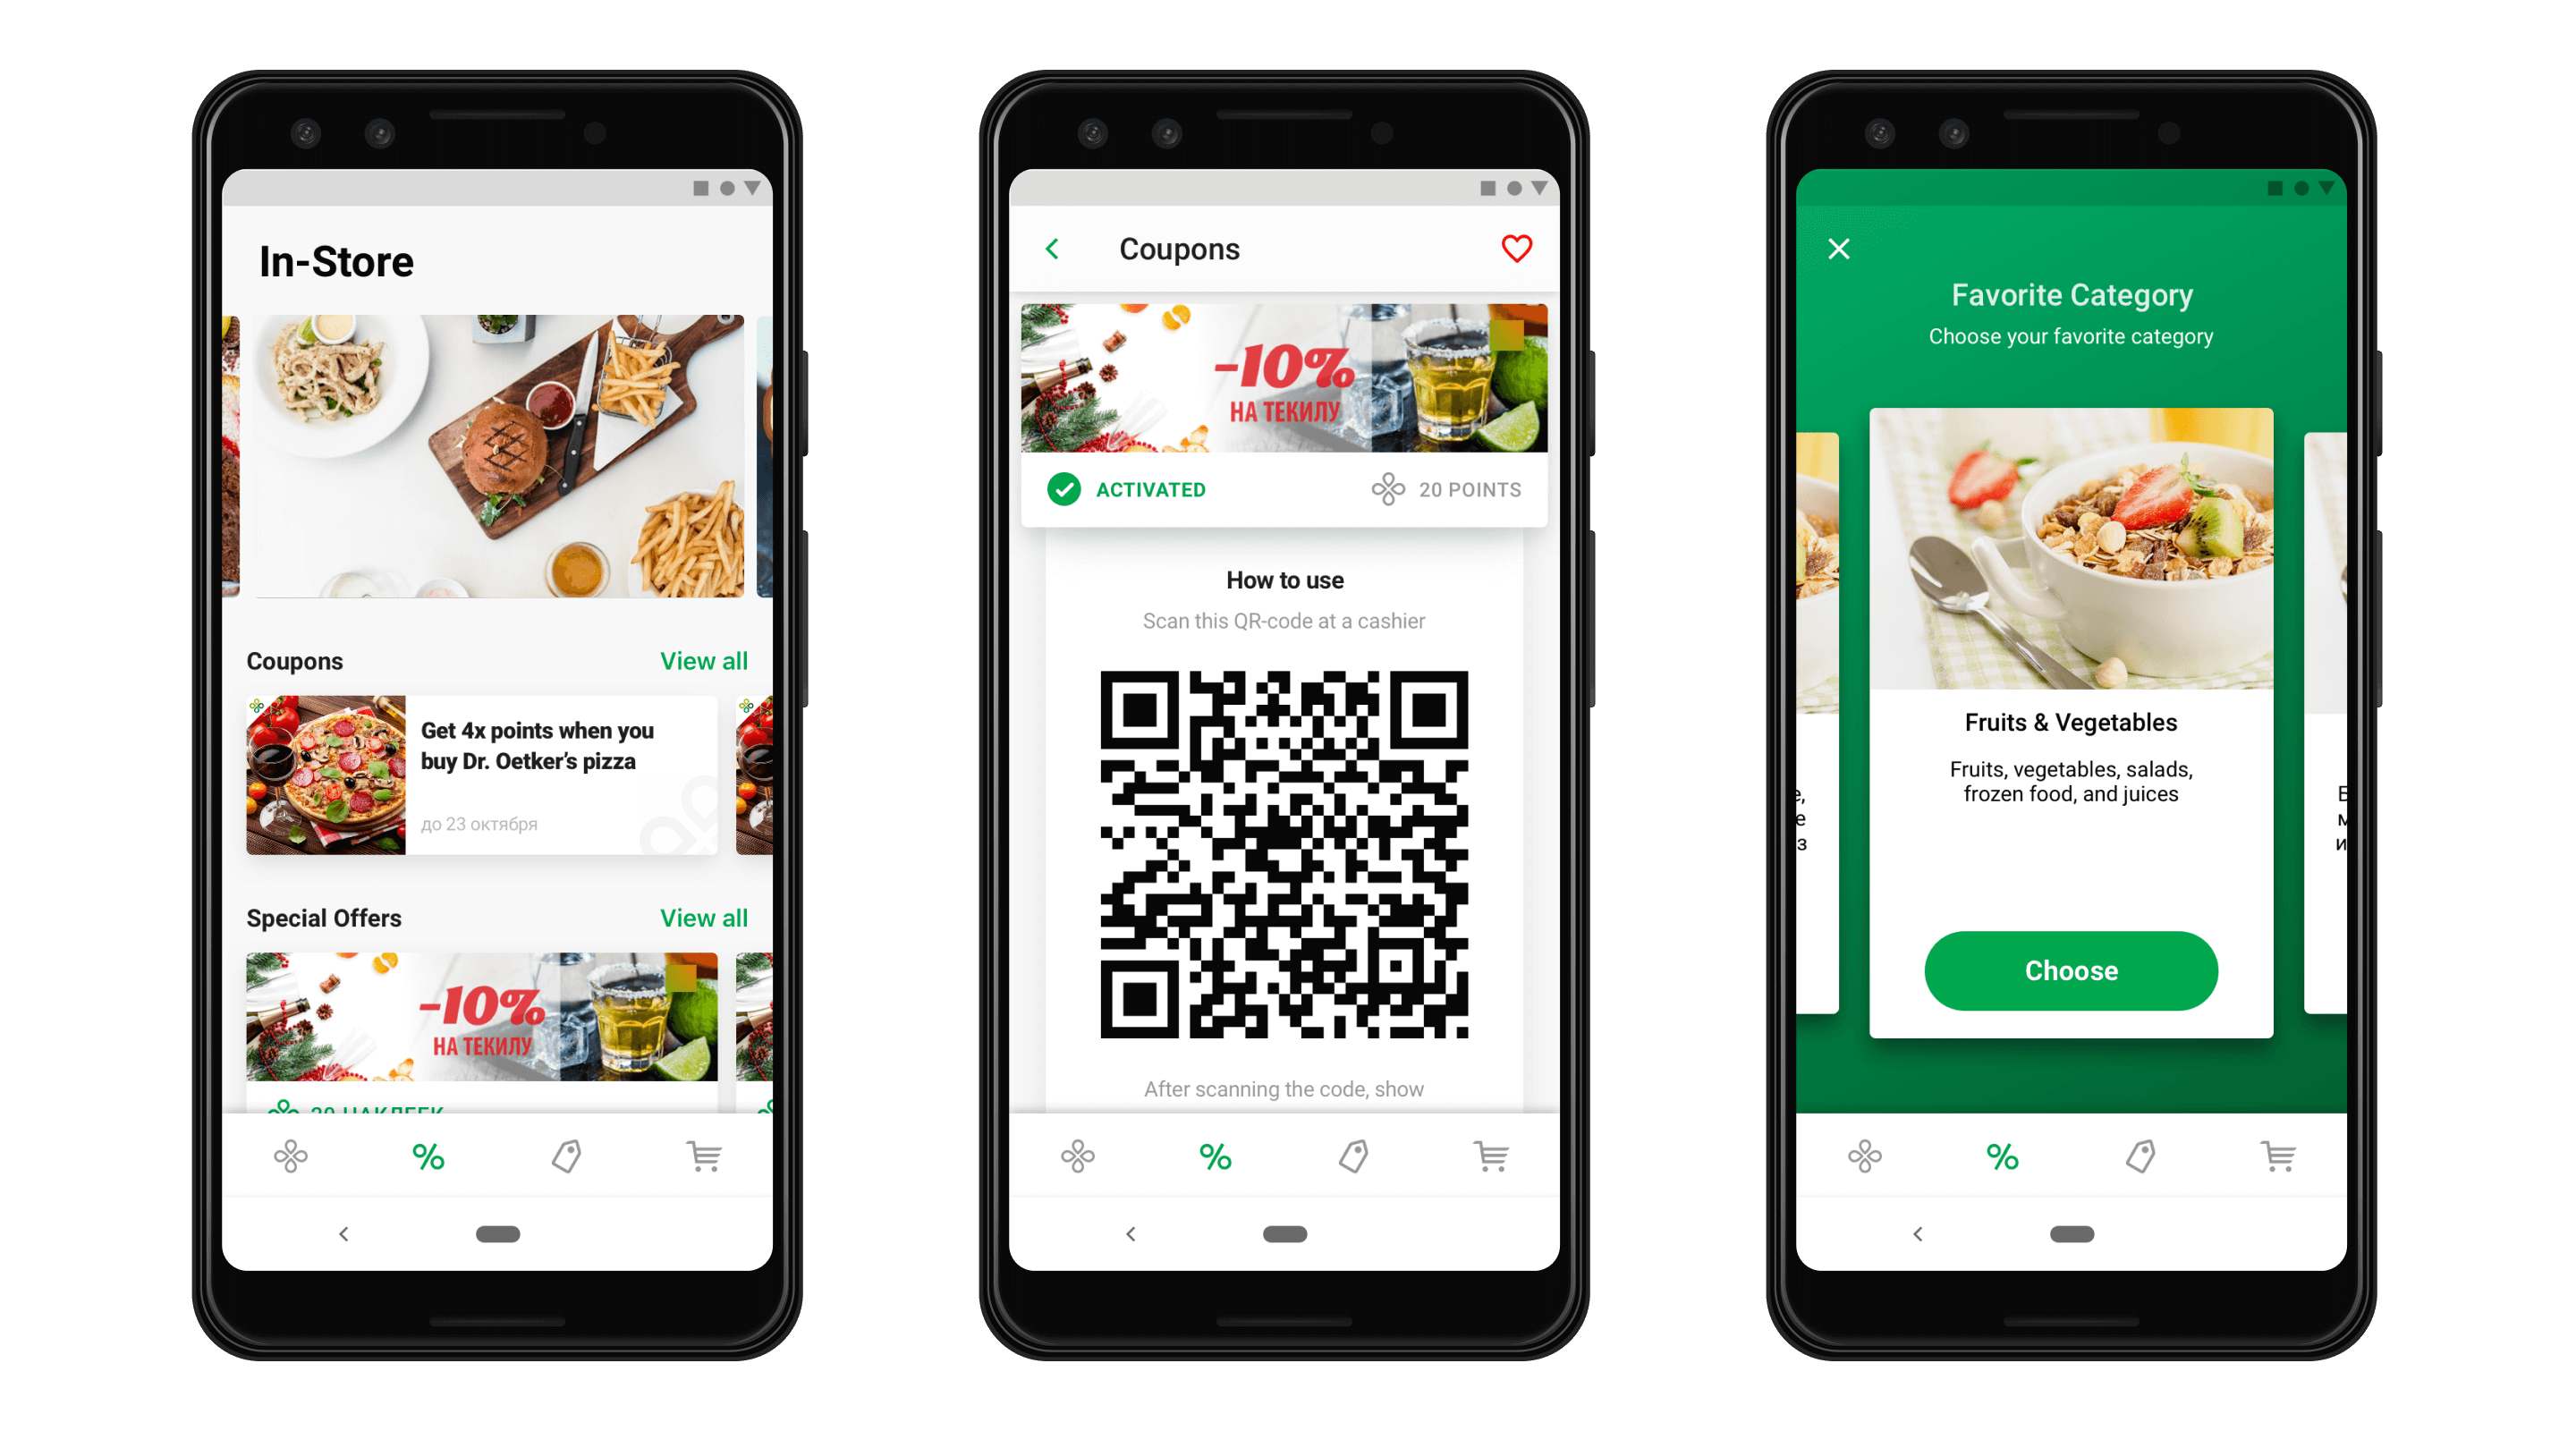 In-Store
Coupons
View all
Get 4x points when you
buy Dr. Oetker’s pizza
до 23 октября
Special Offers
View all
-10%
НА ТЕКИЛУ
Coupons
-10%
НА ТЕКИЛУ
ACTIVATED
20 POINTS
How to use
Scan this QR-code at a cashier
After scanning the code, show
Favorite Category
Choose your favorite category
Fruits & Vegetables
Fruits, vegetables, salads,
frozen food, and juices
Choose